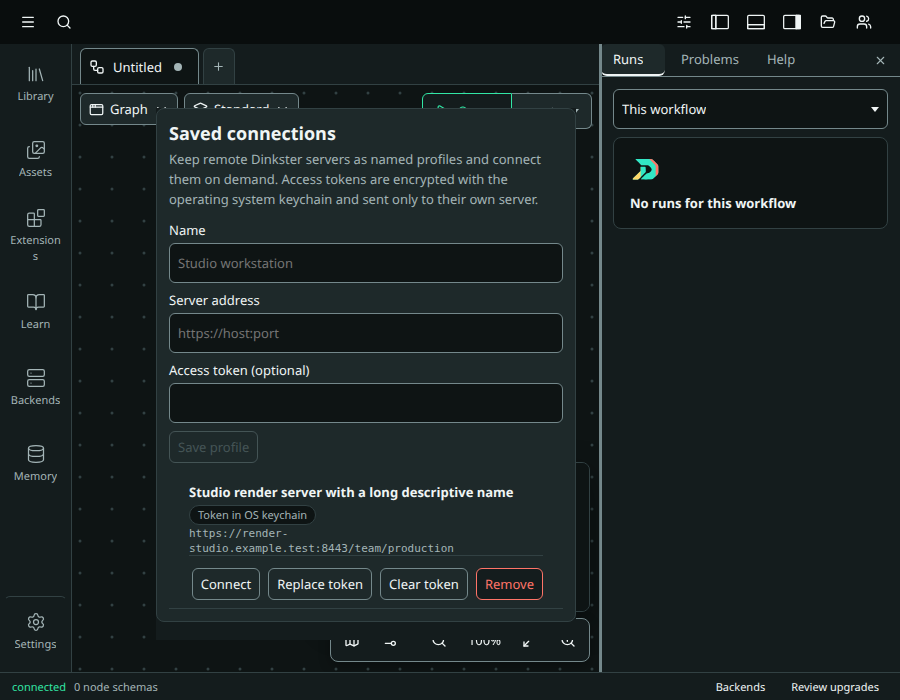 Untitled
Runs
Problems
Help
Library
Assets
Extension
s
Learn
Backends
Memory
Settings
Graph
Standard
Saved connections
Keep remote Dinkster servers as named profiles and connect
them on demand. Access tokens are encrypted with the
operating system keychain and sent only to their own server.
Name
Studio workstation
Server address
https://host:port
Access token (optional)
Save profile
Studio render server with a long descriptive name
Token in OS keychain
https://render-
studio.example.test:8443/team/production
Connect
Replace token
Clear token
Remove
100%
This workflow
No runs for this workflow
connected
0 node schemas
Backends
Review upgrades